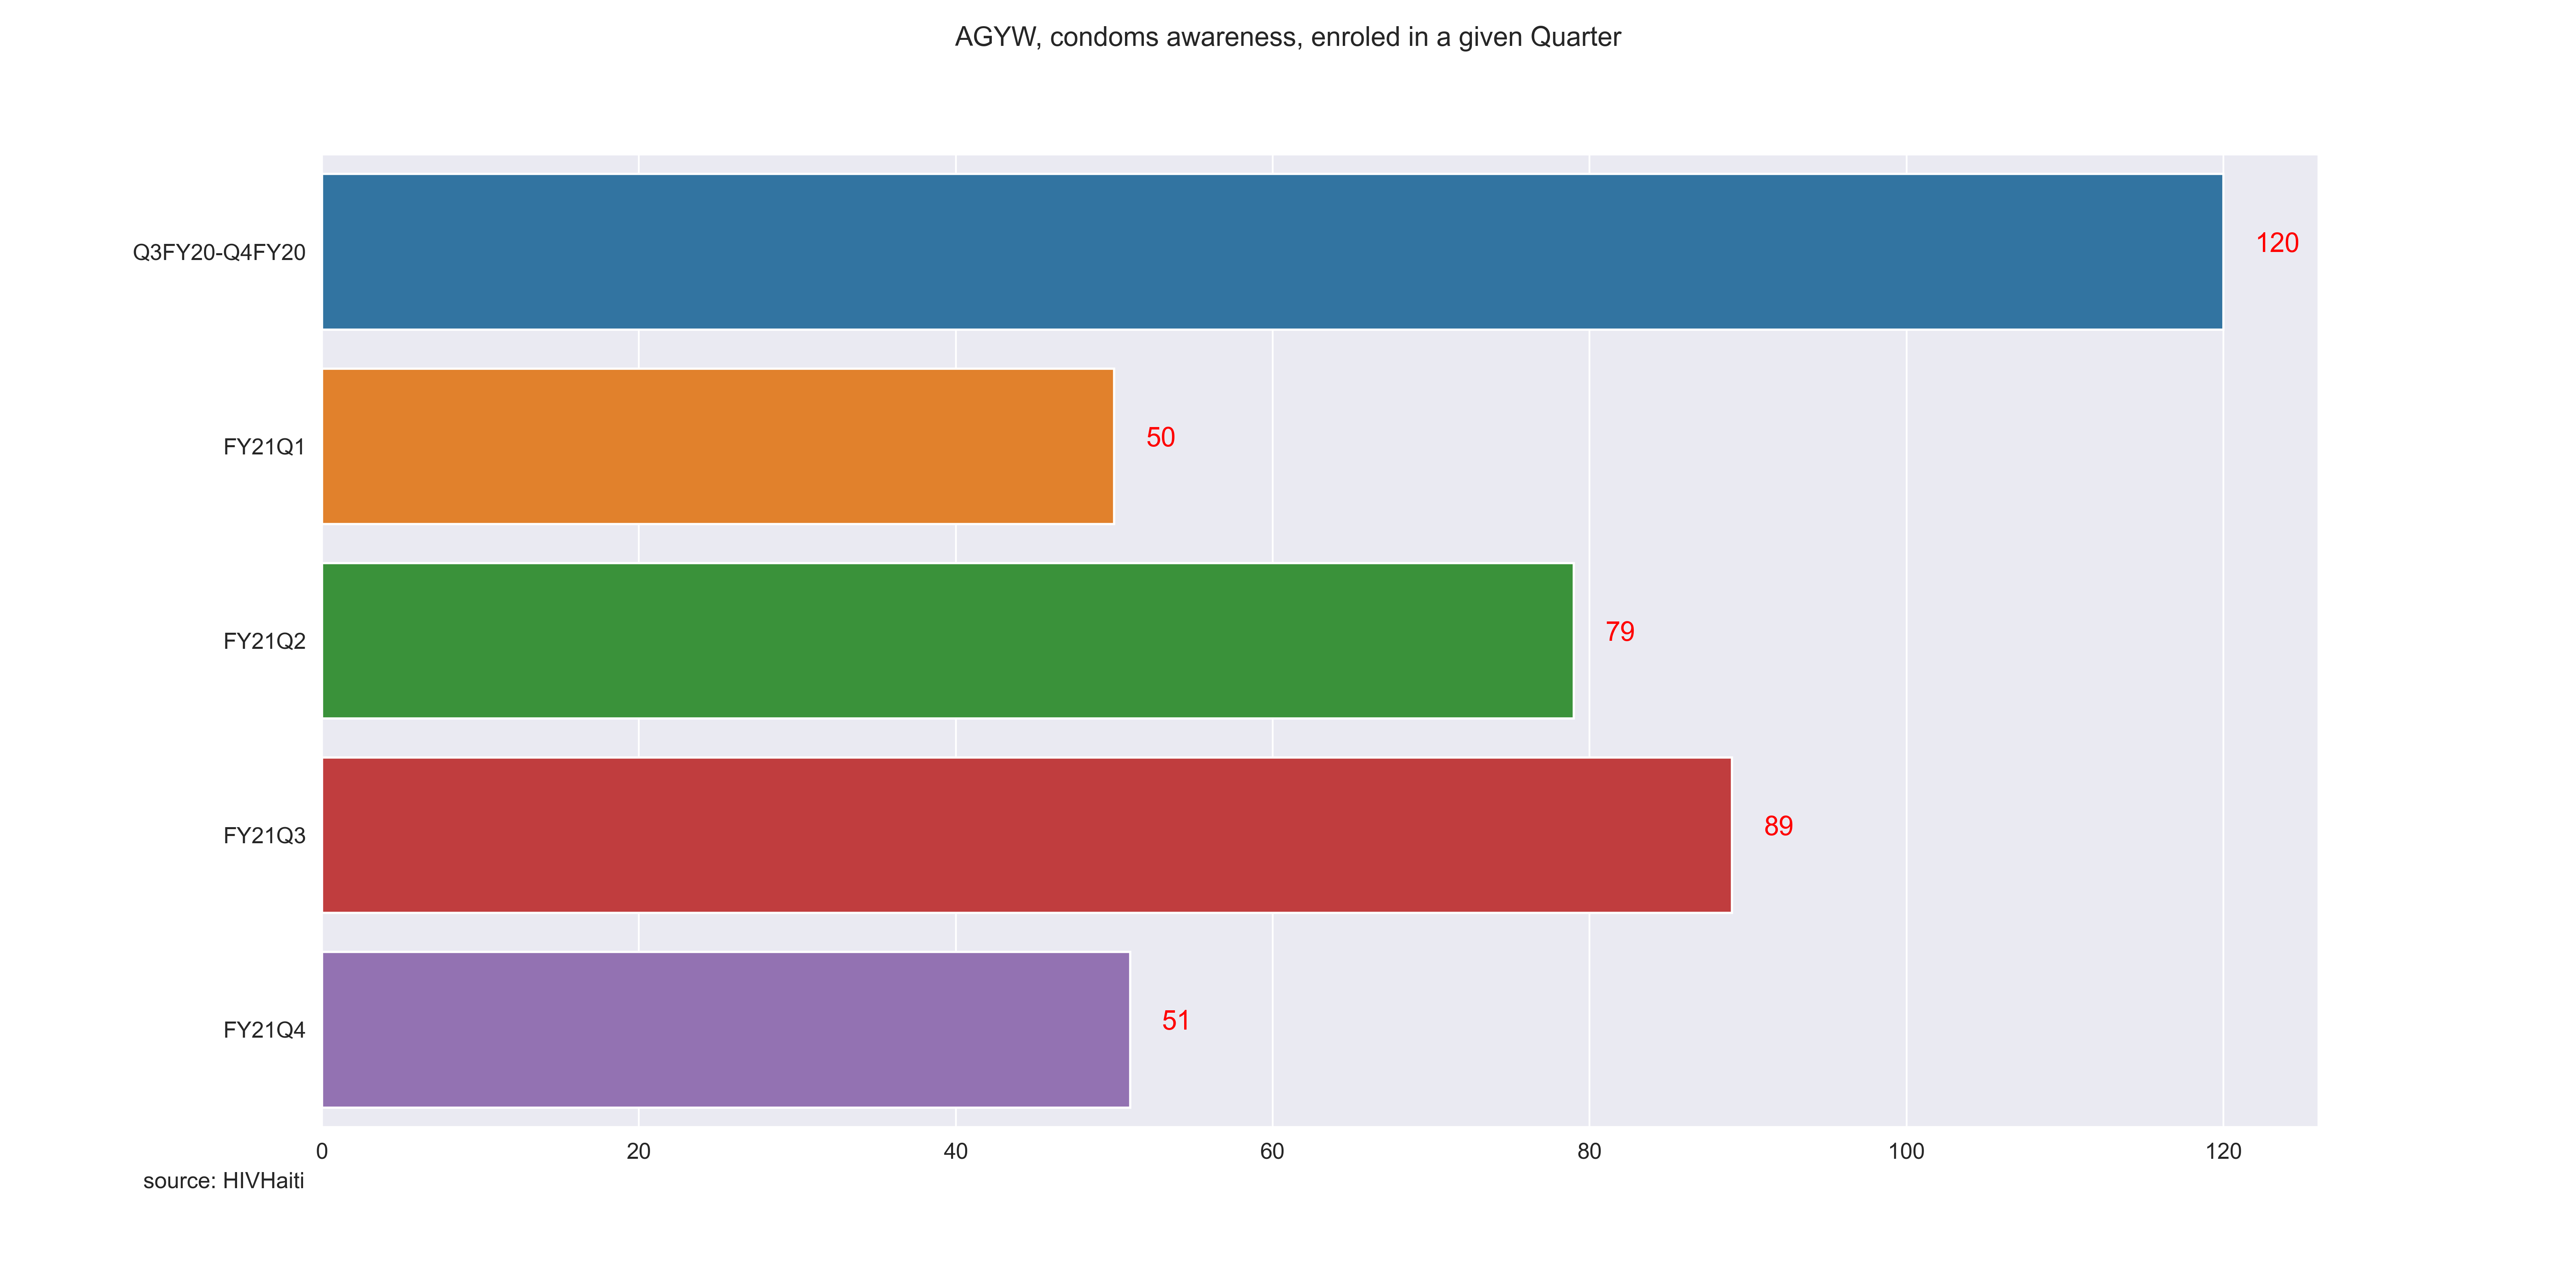 AGYW, condoms awareness, enroled in a given Quarter
Q3FY20-Q4FY20
120
FY21Q1
50
FY21Q2
79
FY21Q3
89
FY21Q4
51
0 20 40 60 80 100 120
source: HIVHaiti